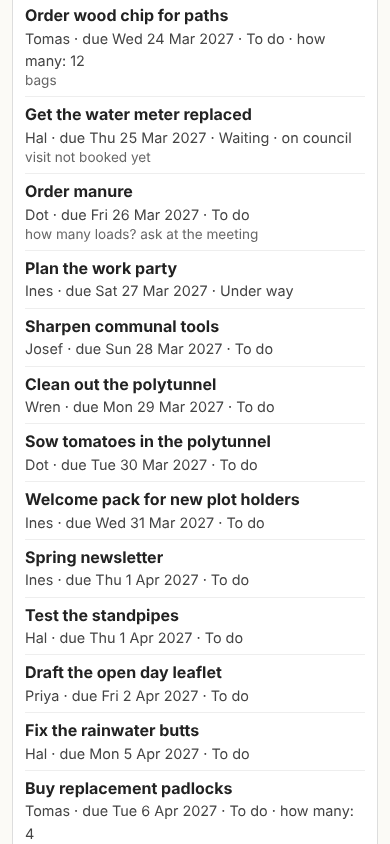 Order wood chip for paths
Tomas · due Wed 24 Mar 2027 · To do · how
many: 12
bags
Get the water meter replaced
Hal · due Thu 25 Mar 2027 · Waiting · on council
visit not booked yet
Order manure
Dot · due Fri 26 Mar 2027 · To do
how many loads? ask at the meeting
Plan the work party
Ines · due Sat 27 Mar 2027 · Under way
Sharpen communal tools
Josef · due Sun 28 Mar 2027 · To do
Clean out the polytunnel
Wren · due Mon 29 Mar 2027 · To do
Sow tomatoes in the polytunnel
Dot · due Tue 30 Mar 2027 · To do
Welcome pack for new plot holders
Ines · due Wed 31 Mar 2027 · To do
Spring newsletter
Ines · due Thu 1 Apr 2027 · To do
Test the standpipes
Hal · due Thu 1 Apr 2027 · To do
Draft the open day leaflet
Priya · due Fri 2 Apr 2027 · To do
Fix the rainwater butts
Hal · due Mon 5 Apr 2027 · To do
Buy replacement padlocks
Tomas · due Tue 6 Apr 2027 · To do · how many:
4